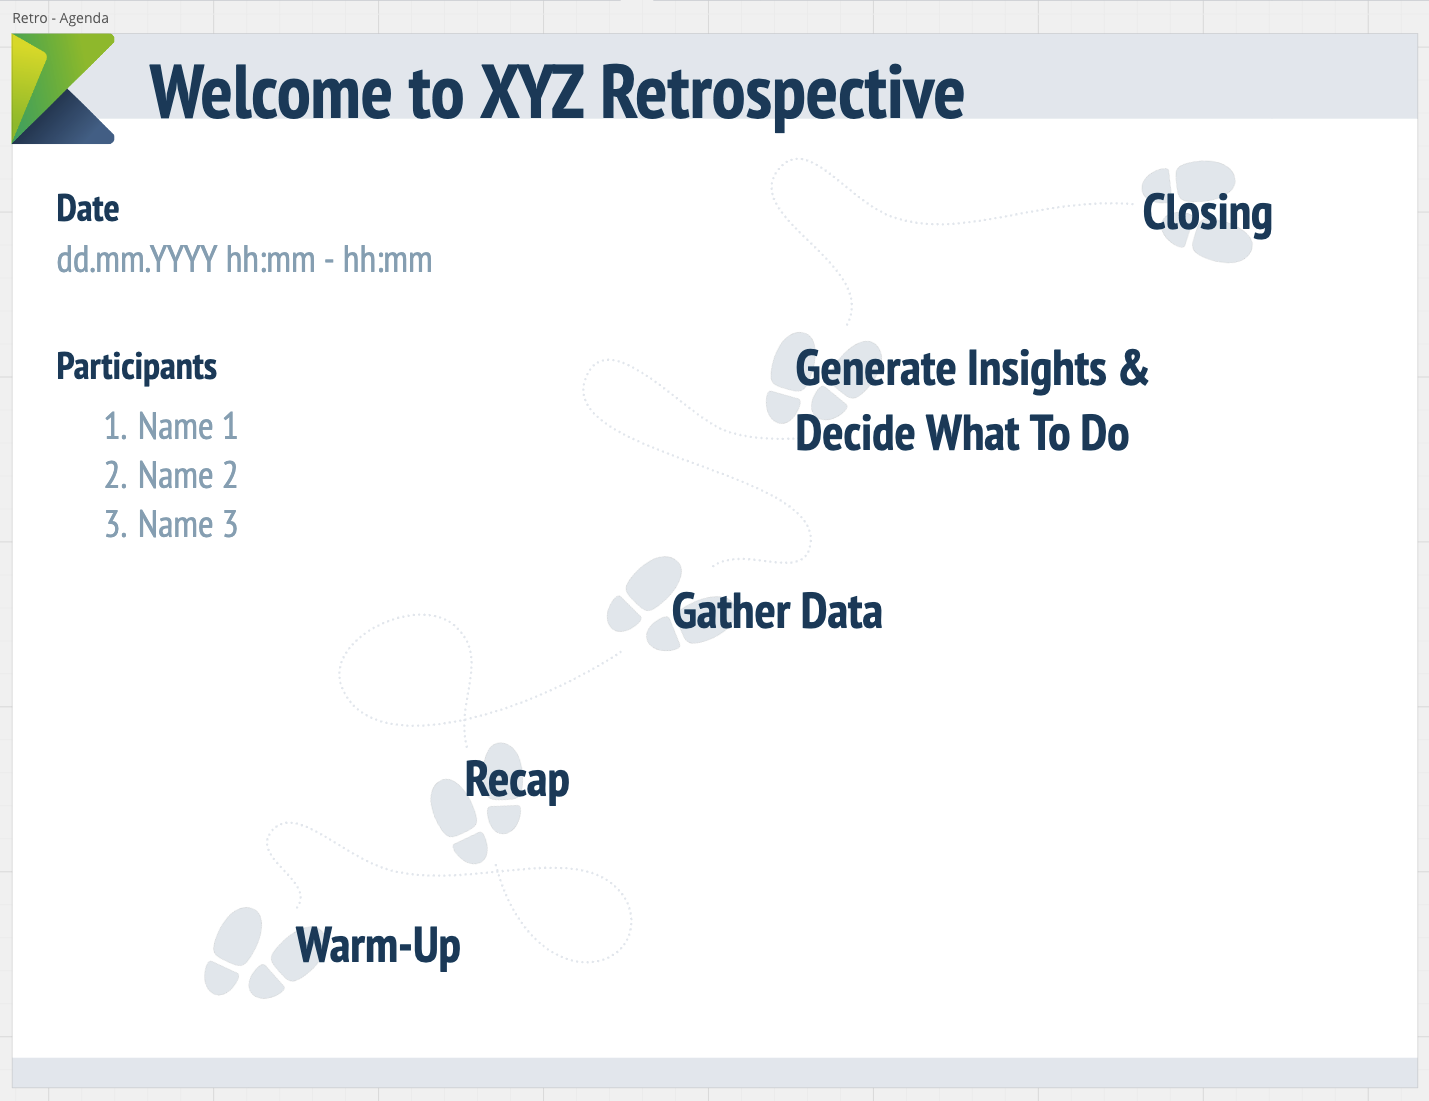 Retro - Agenda
Welcome to XYZ Retrospective
Date
dd.mm.YYYY hh:mm - hh:mm
Participants
1. Name 1
2. Name 2
3. Name 3
Closing
Generate Insights &
Decide What To Do
Gather Data
Recap
Warm-Up